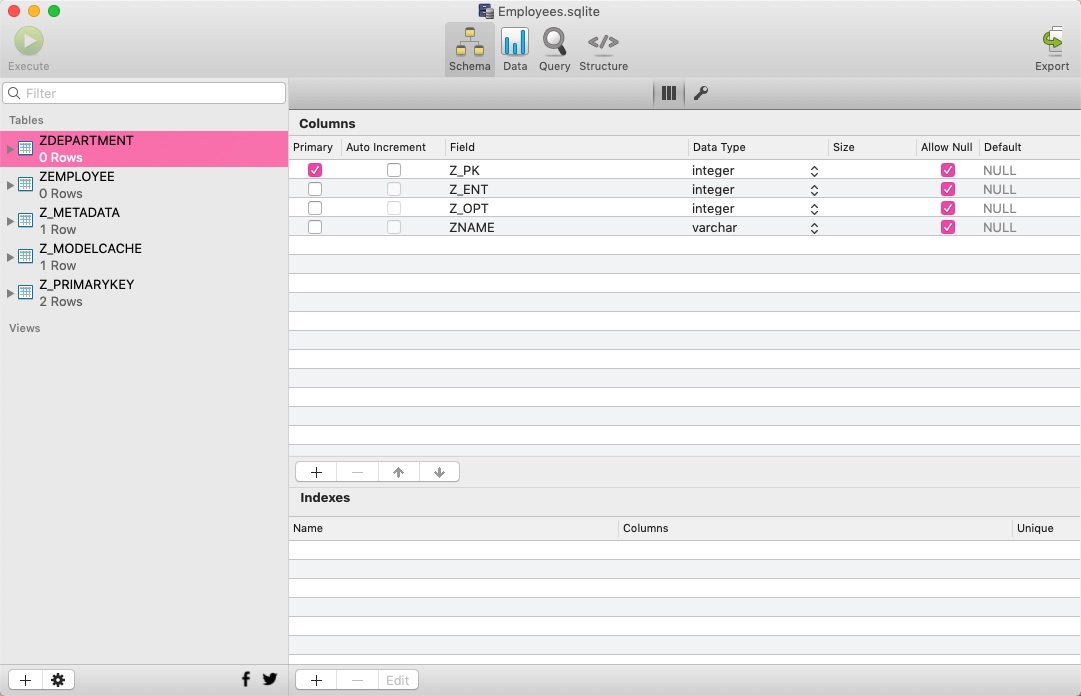 Employees.sqlite
Execute
Schema Data Query Structure
Export
Filter
Tables
ZDEPARTMENT
0 Rows
ZEMPLOYEE
0 Rows
Z_METADATA
1 Row
Z_MODELCACHE
1 Row
Z_PRIMARYKEY
2 Rows
Views
Columns
Primary Auto Increment Field Data Type Size Allow Null Default
Z_PK integer NULL
Z_ENT integer NULL
Z_OPT integer NULL
ZNAME varchar NULL
Indexes
Name Columns Unique
Edit